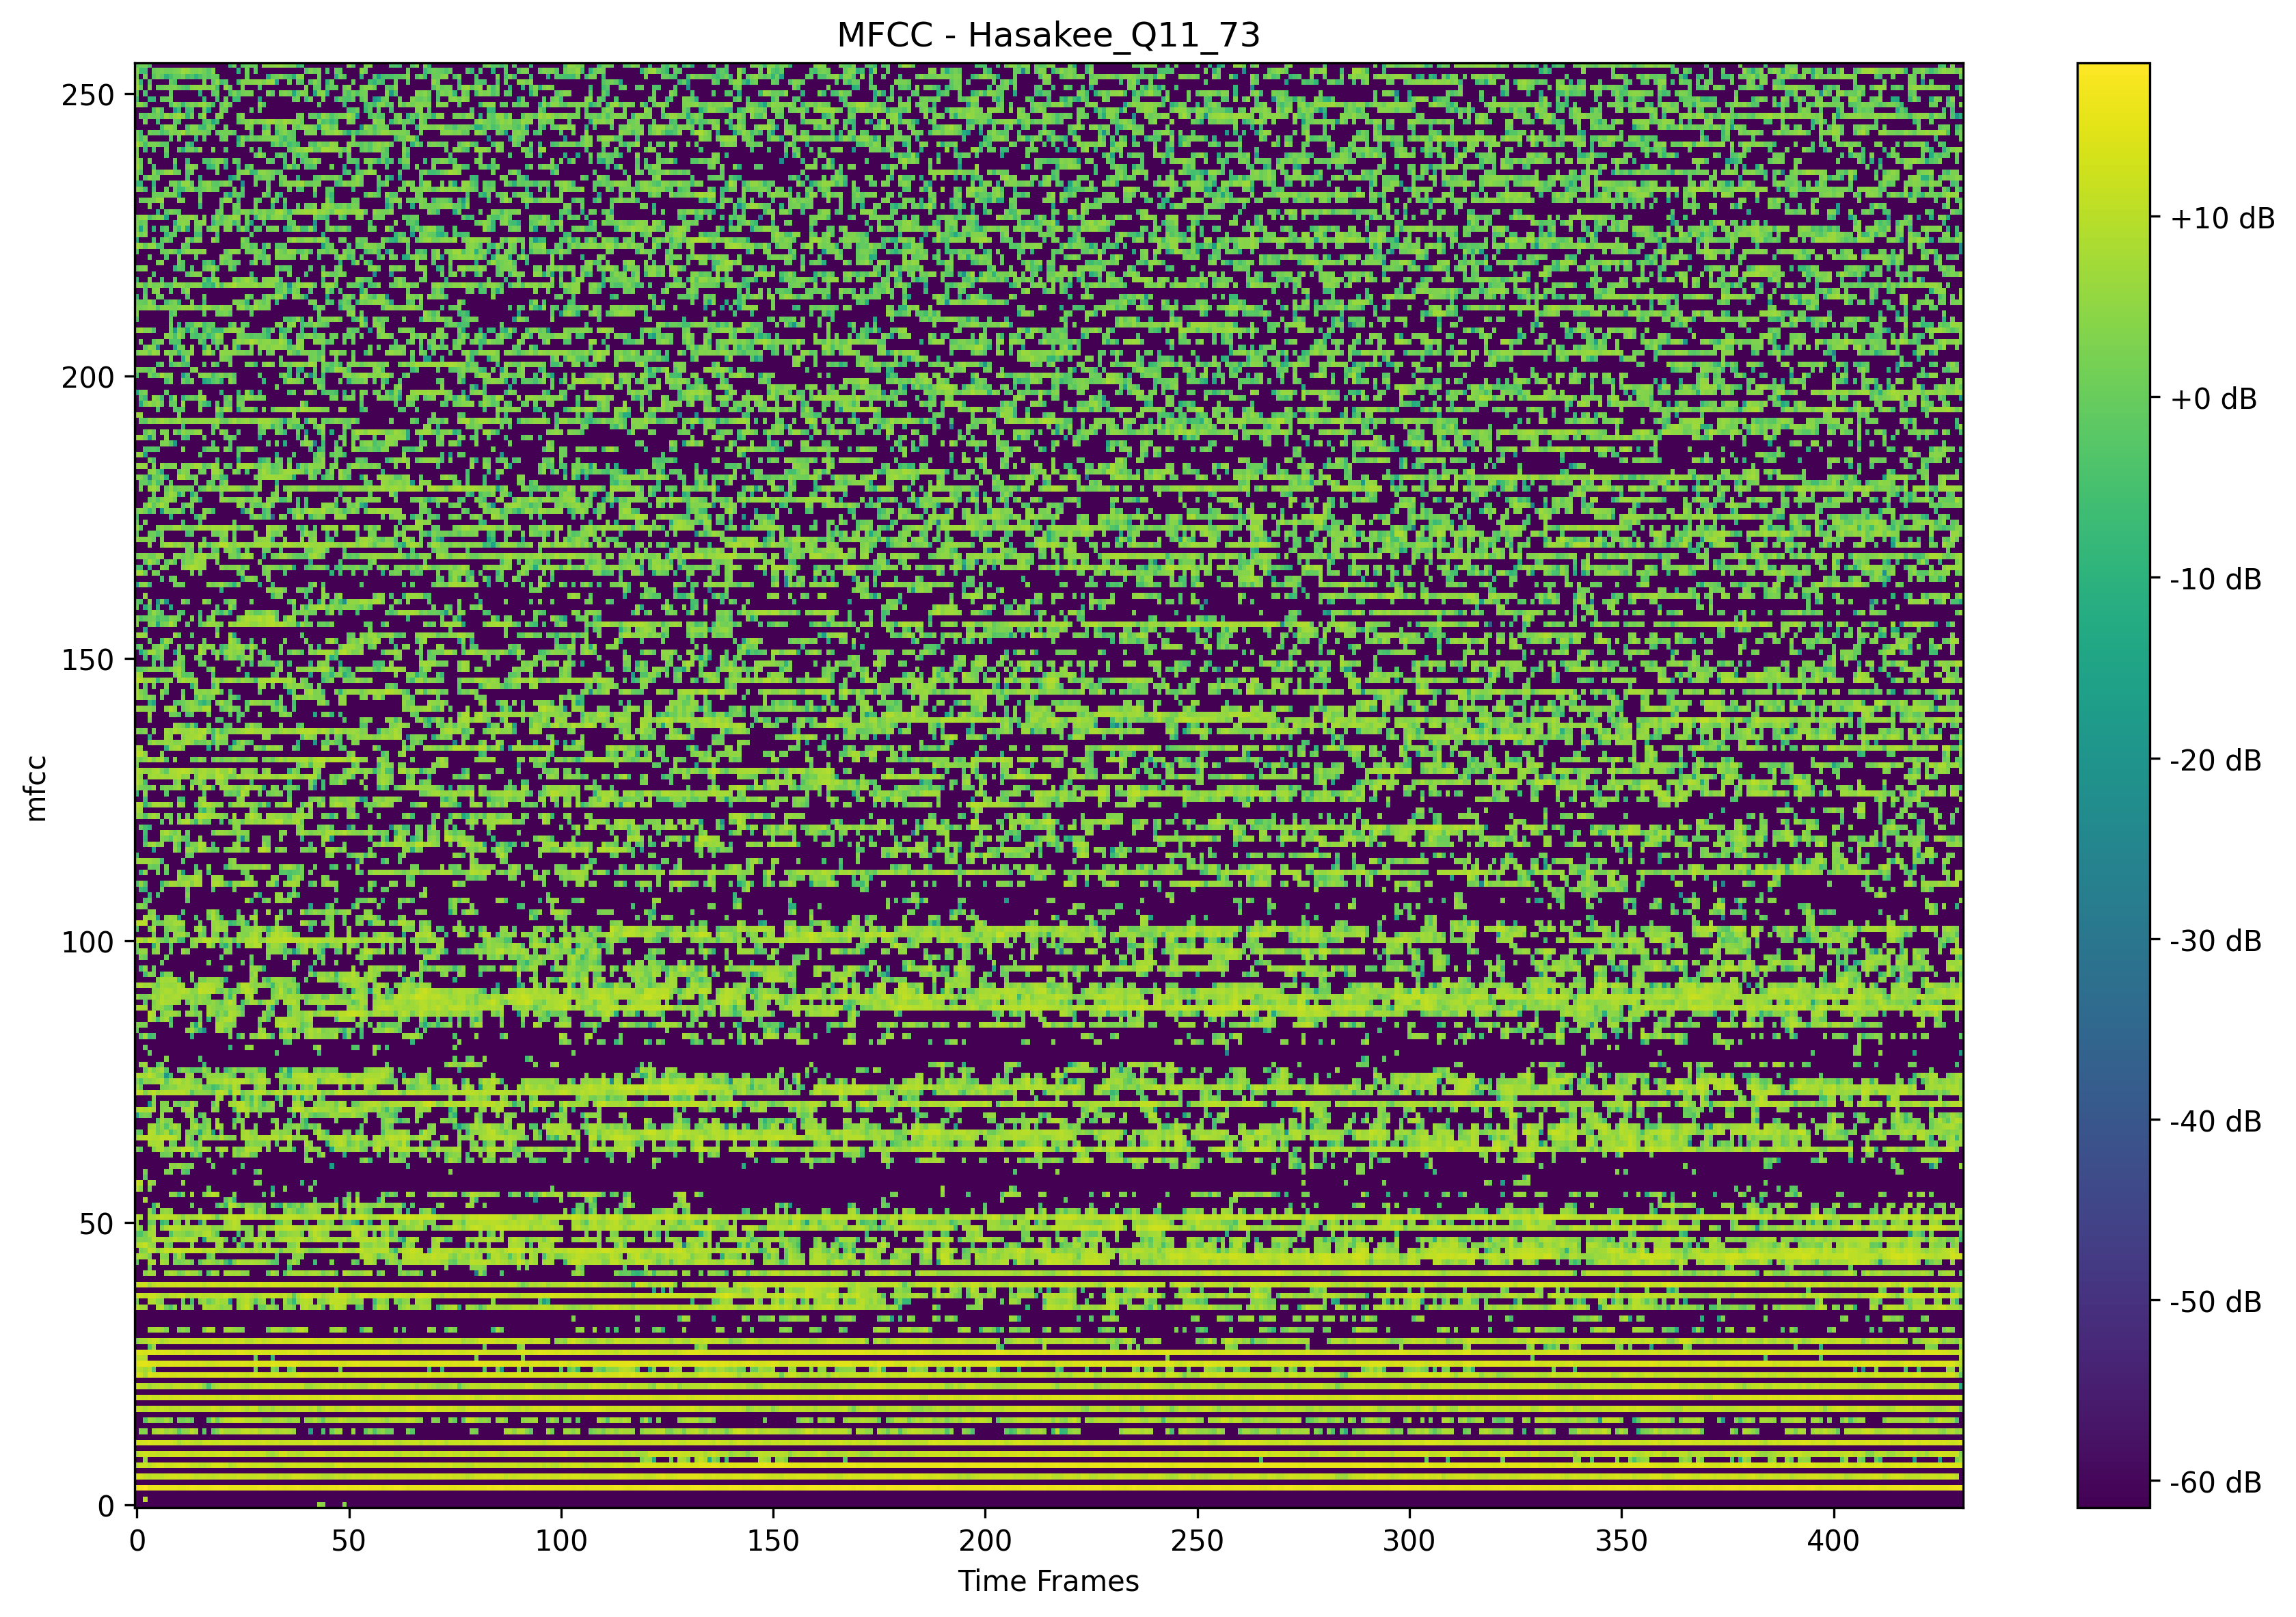 MFCC - Hasakee_Q11_73
250
200
150
100
50
0
mfcc
0 50 100 150 200 250 300 350 400
Time Frames
+10 dB
+0 dB
-10 dB
-20 dB
-30 dB
-40 dB
-50 dB
-60 dB